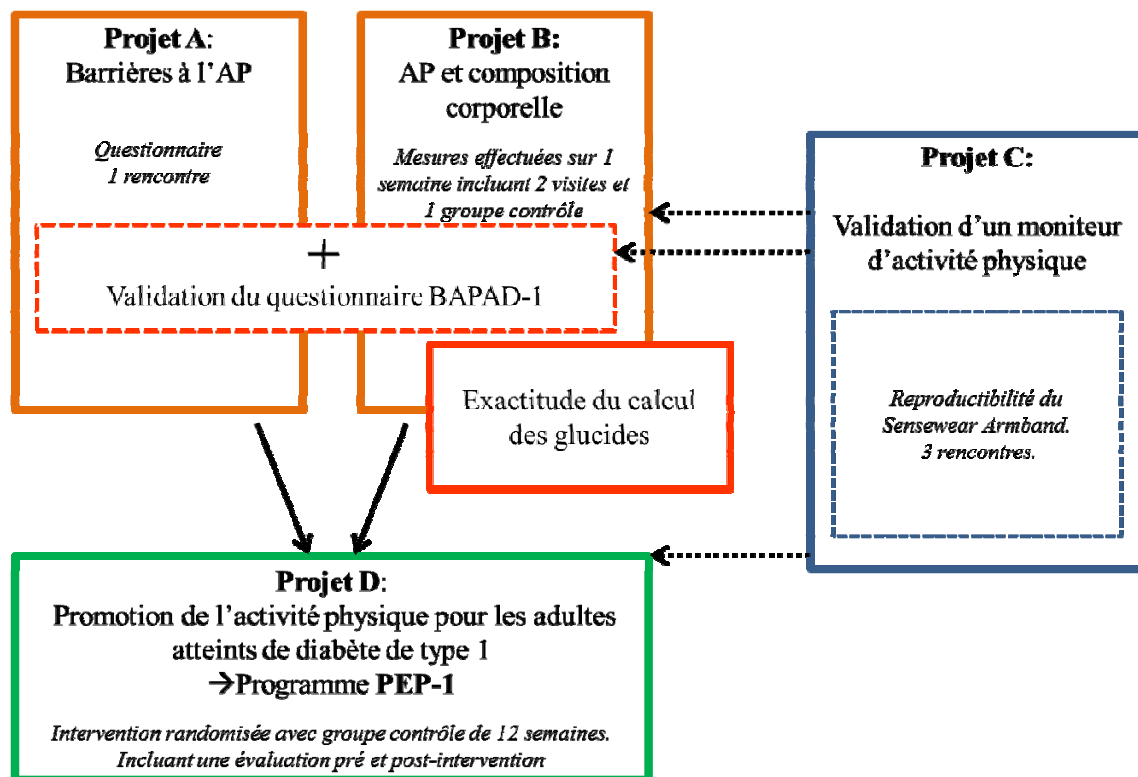 Projet A:
Barrières à l'AP
Questionnaire
1 rencontre
Projet B:
AP et composition
corporelle
Mesures effectuées sur 1
semaine incluant 2 visites et
1 groupe contrôle
+
Validation du questionnaire BAPAD-1
Exactitude du calcul
des glucides
Projet C:
Validation d'un moniteur
d'activité physique
Reproductibilité du
Sensewear Armband.
3 rencontres.
Projet D:
Promotion de l'activité physique pour les adultes
atteints de diabète de type 1
→Programme PEP-1
Intervention randomisée avec groupe contrôle de 12 semaines.
Incluant une évaluation pré et post-intervention